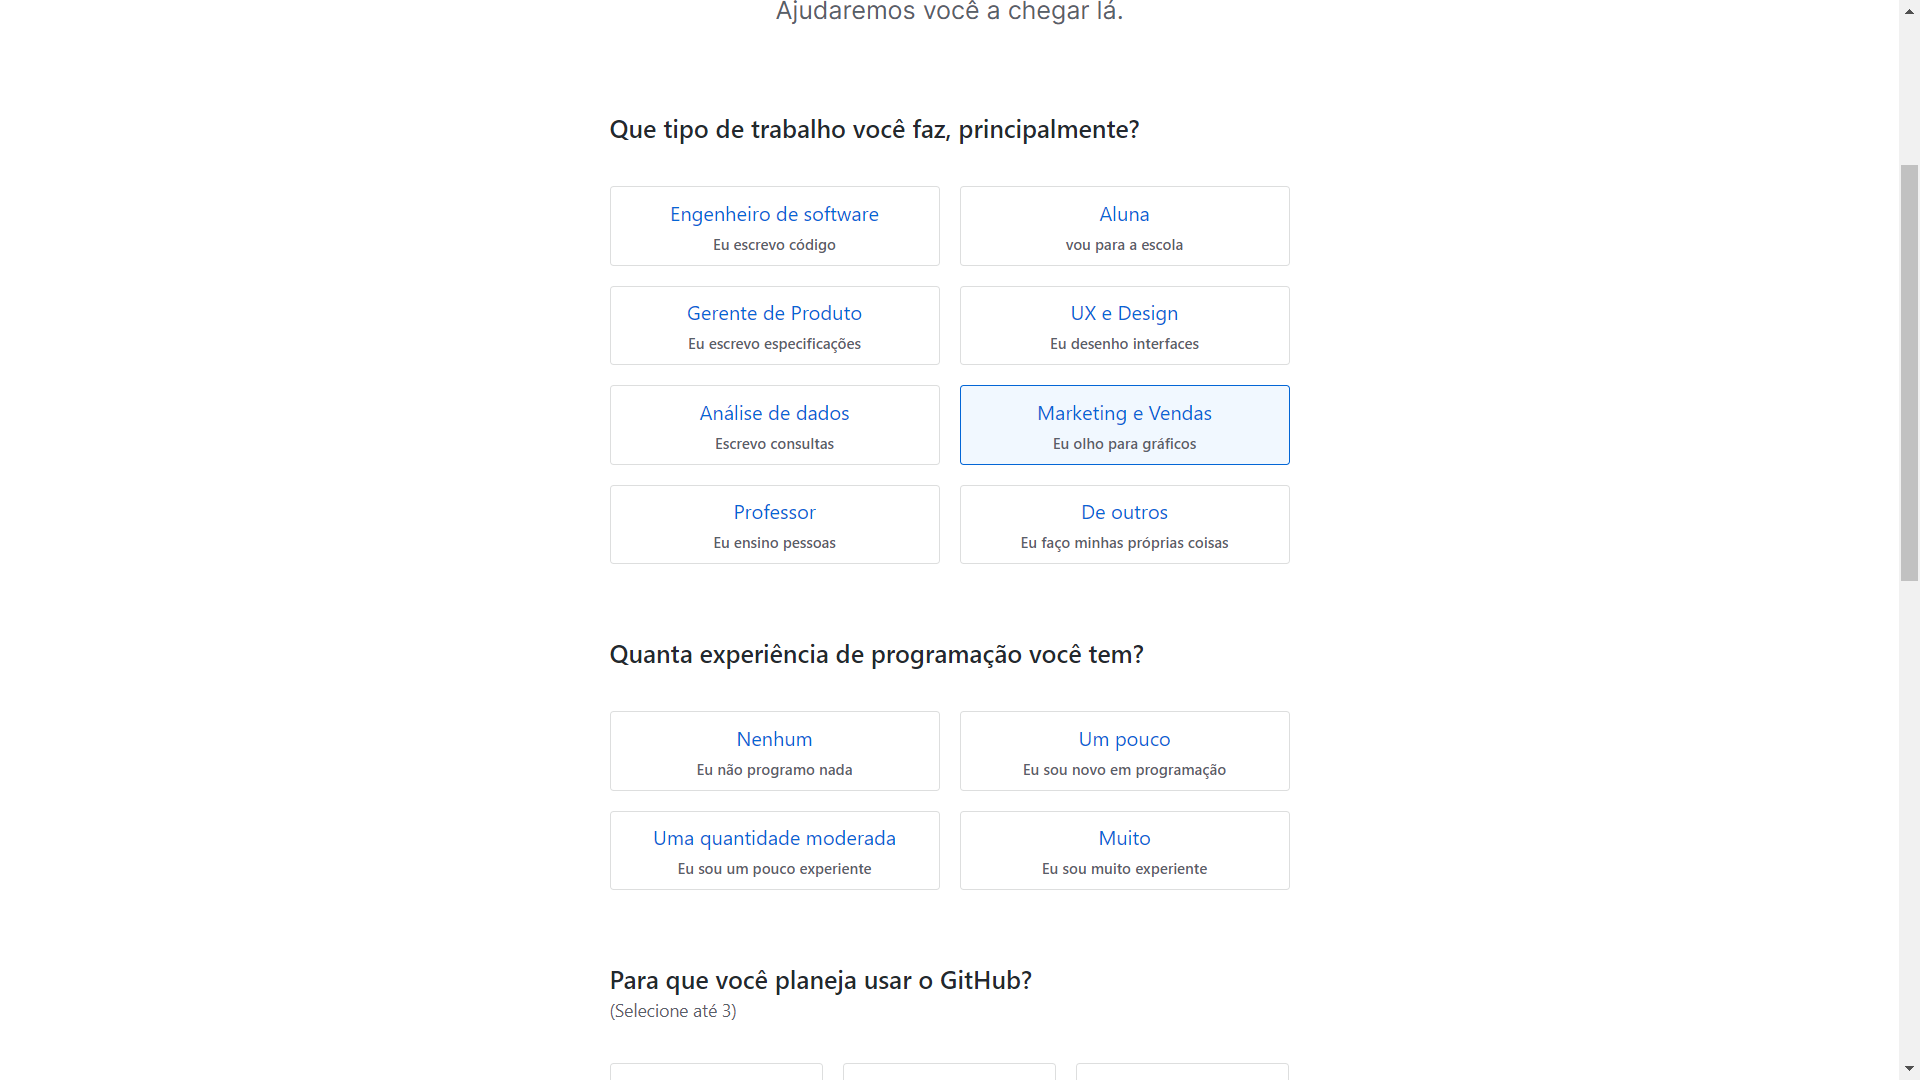 Ajudaremos você a chegar lá.
Que tipo de trabalho você faz, principalmente?
Engenheiro de software
Eu escrevo código
Aluna
vou para a escola
Gerente de Produto
Eu escrevo especificações
UX e Design
Eu desenho interfaces
Análise de dados
Escrevo consultas
Marketing e Vendas
Eu olho para gráficos
Professor
Eu ensino pessoas
De outros
Eu faço minhas próprias coisas
Quanta experiência de programação você tem?
Nenhum
Eu não programo nada
Um pouco
Eu sou novo em programação
Uma quantidade moderada
Eu sou um pouco experiente
Muito
Eu sou muito experiente
Para que você planeja usar o GitHub?
(Selecione até 3)